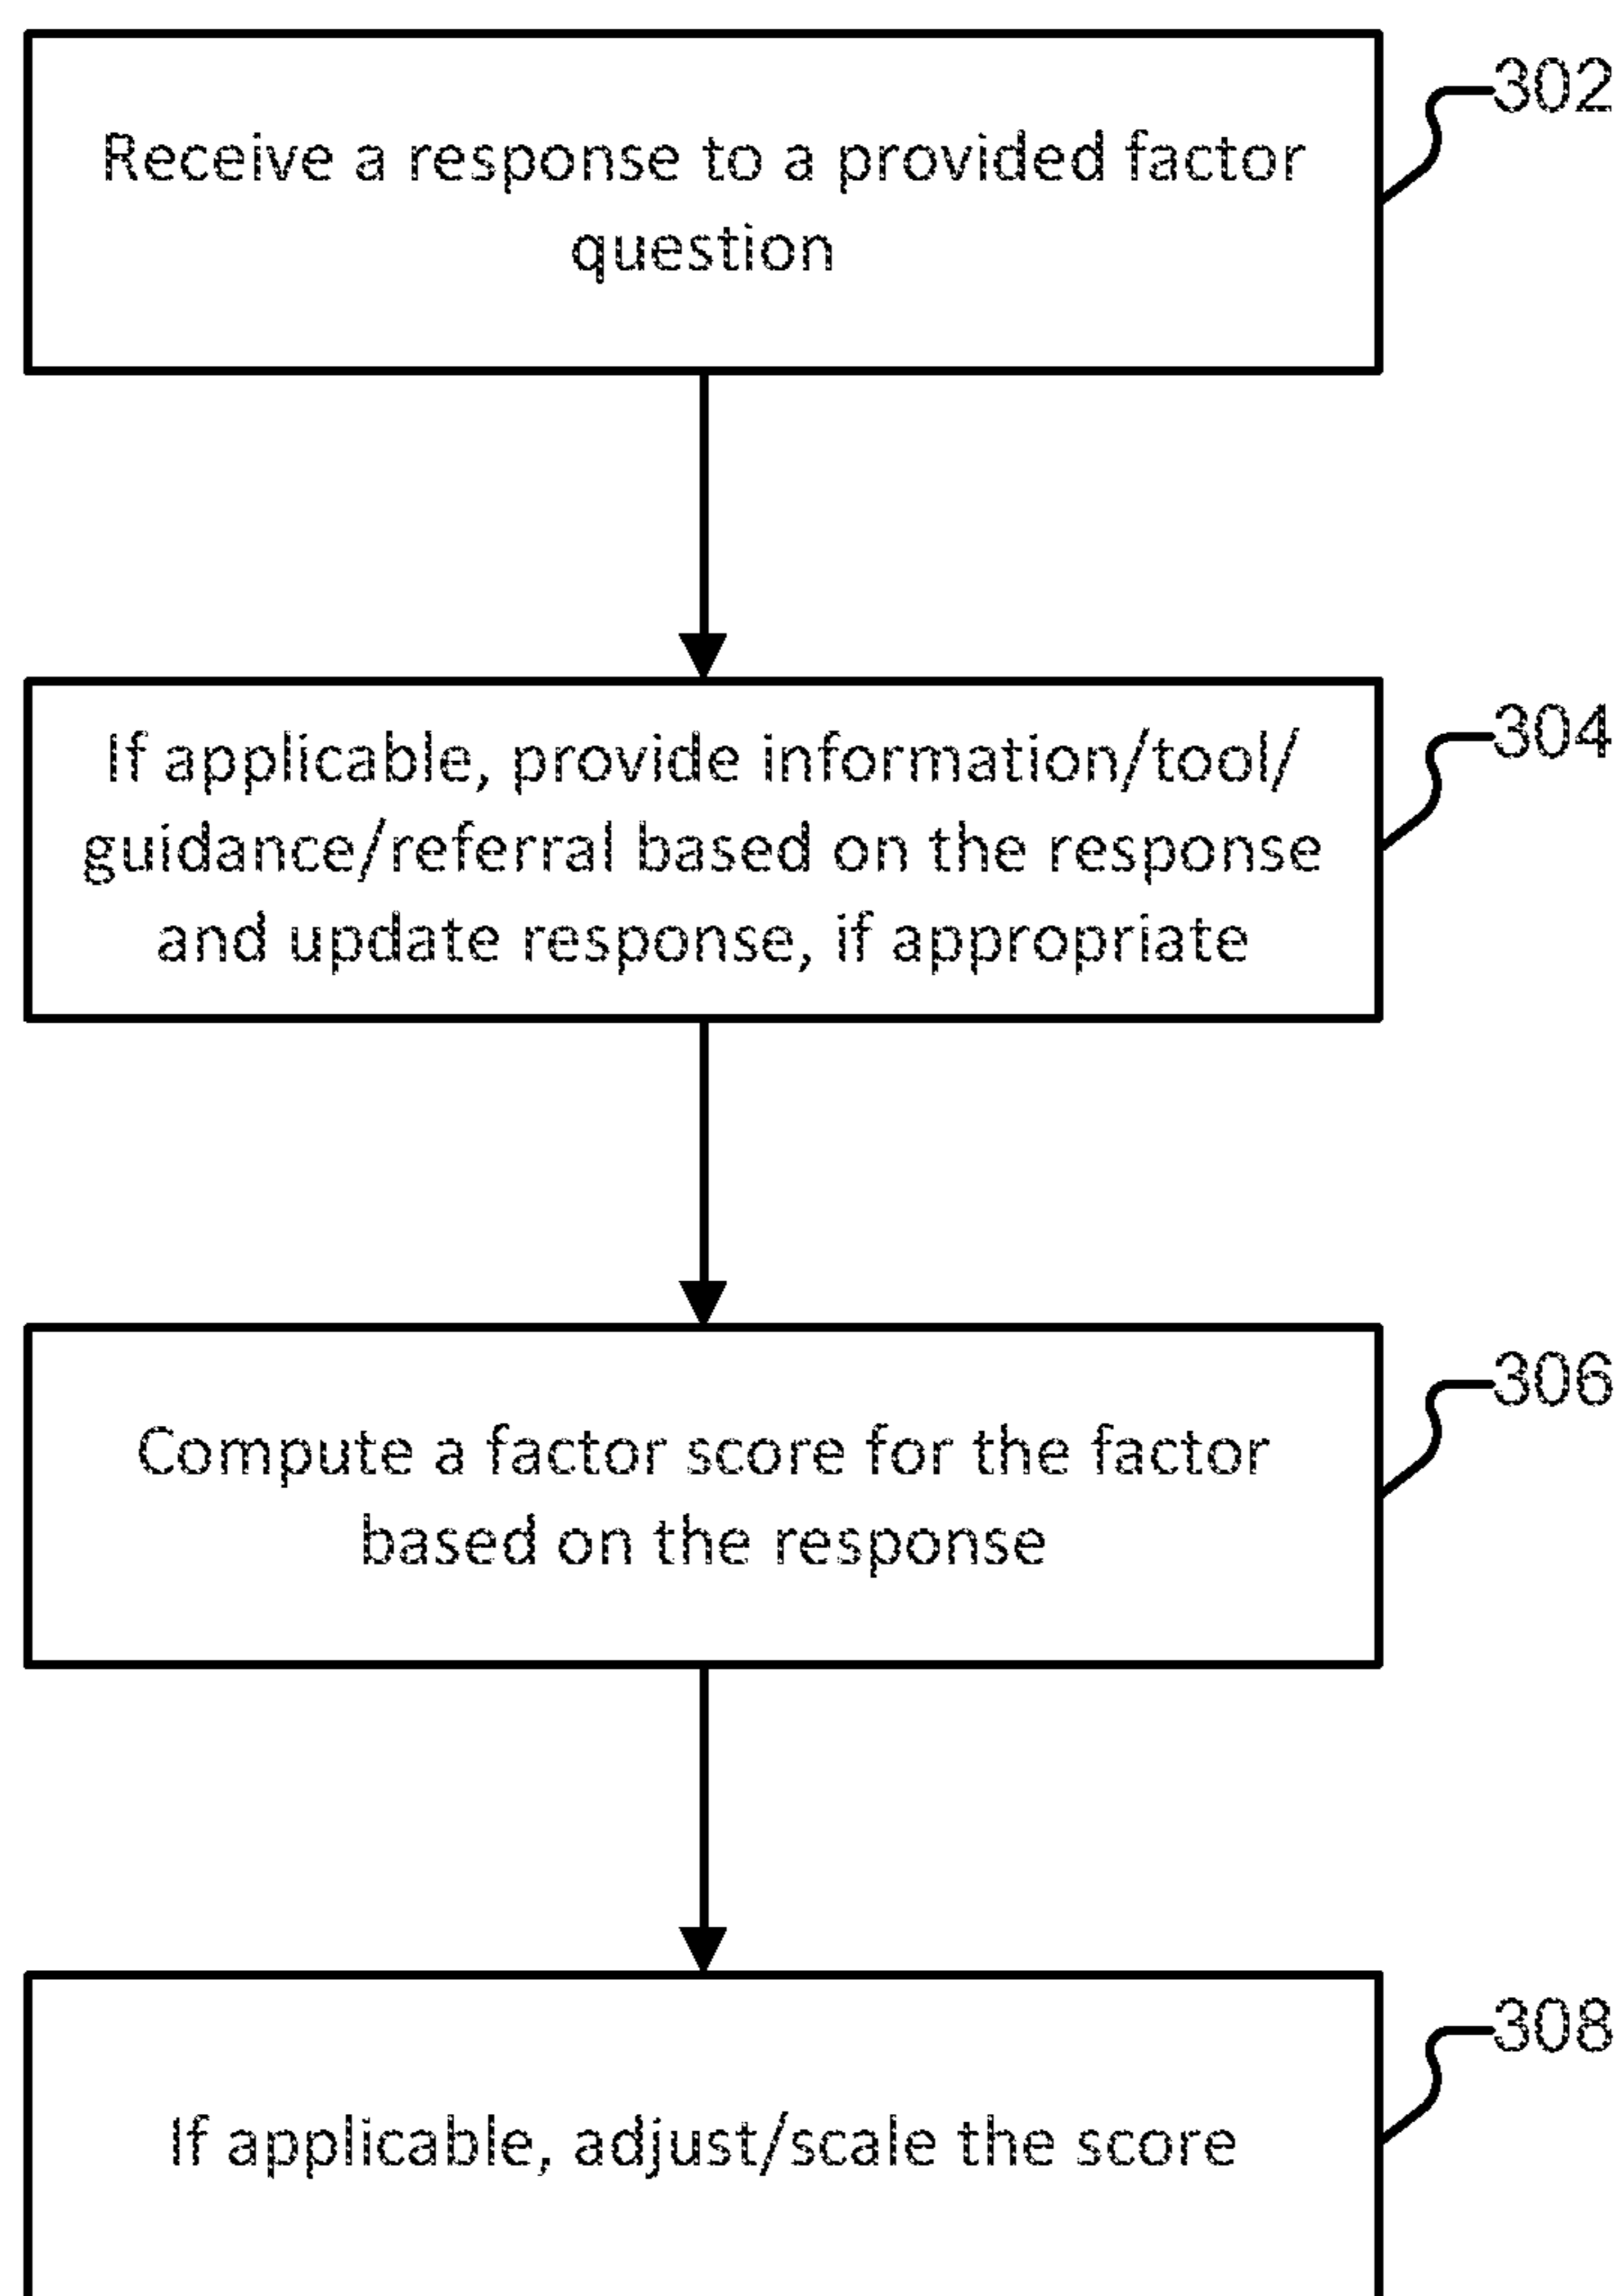 302
Receive a response to a provided factor
question
304
If applicable, provide information/tool/
guidance/referral based on the response
and update response, if appropriate
306
Compute a factor score for the factor
based on the response
308
If applicable, adjust/scale the score